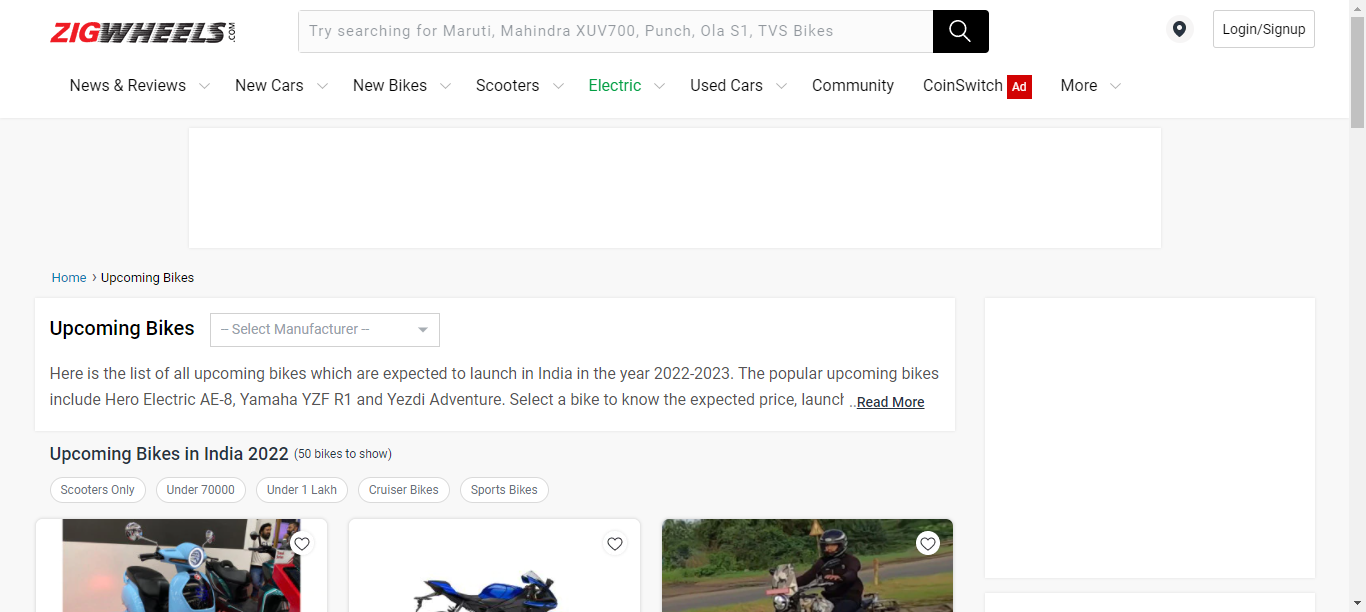 ZIGWHEELS.COM
Try searching for Maruti, Mahindra XUV700, Punch, Ola S1, TVS Bikes
Login/Signup
News & Reviews New Cars New Bikes Scooters Electric Used Cars Community CoinSwitch Ad More
Home › Upcoming Bikes
Upcoming Bikes -- Select Manufacturer --
Here is the list of all upcoming bikes which are expected to launch in India in the year 2022-2023. The popular upcoming bikes
include Hero Electric AE-8, Yamaha YZF R1 and Yezdi Adventure. Select a bike to know the expected price, launch ..Read More
Upcoming Bikes in India 2022 (50 bikes to show)
Scooters Only Under 70000 Under 1 Lakh Cruiser Bikes Sports Bikes